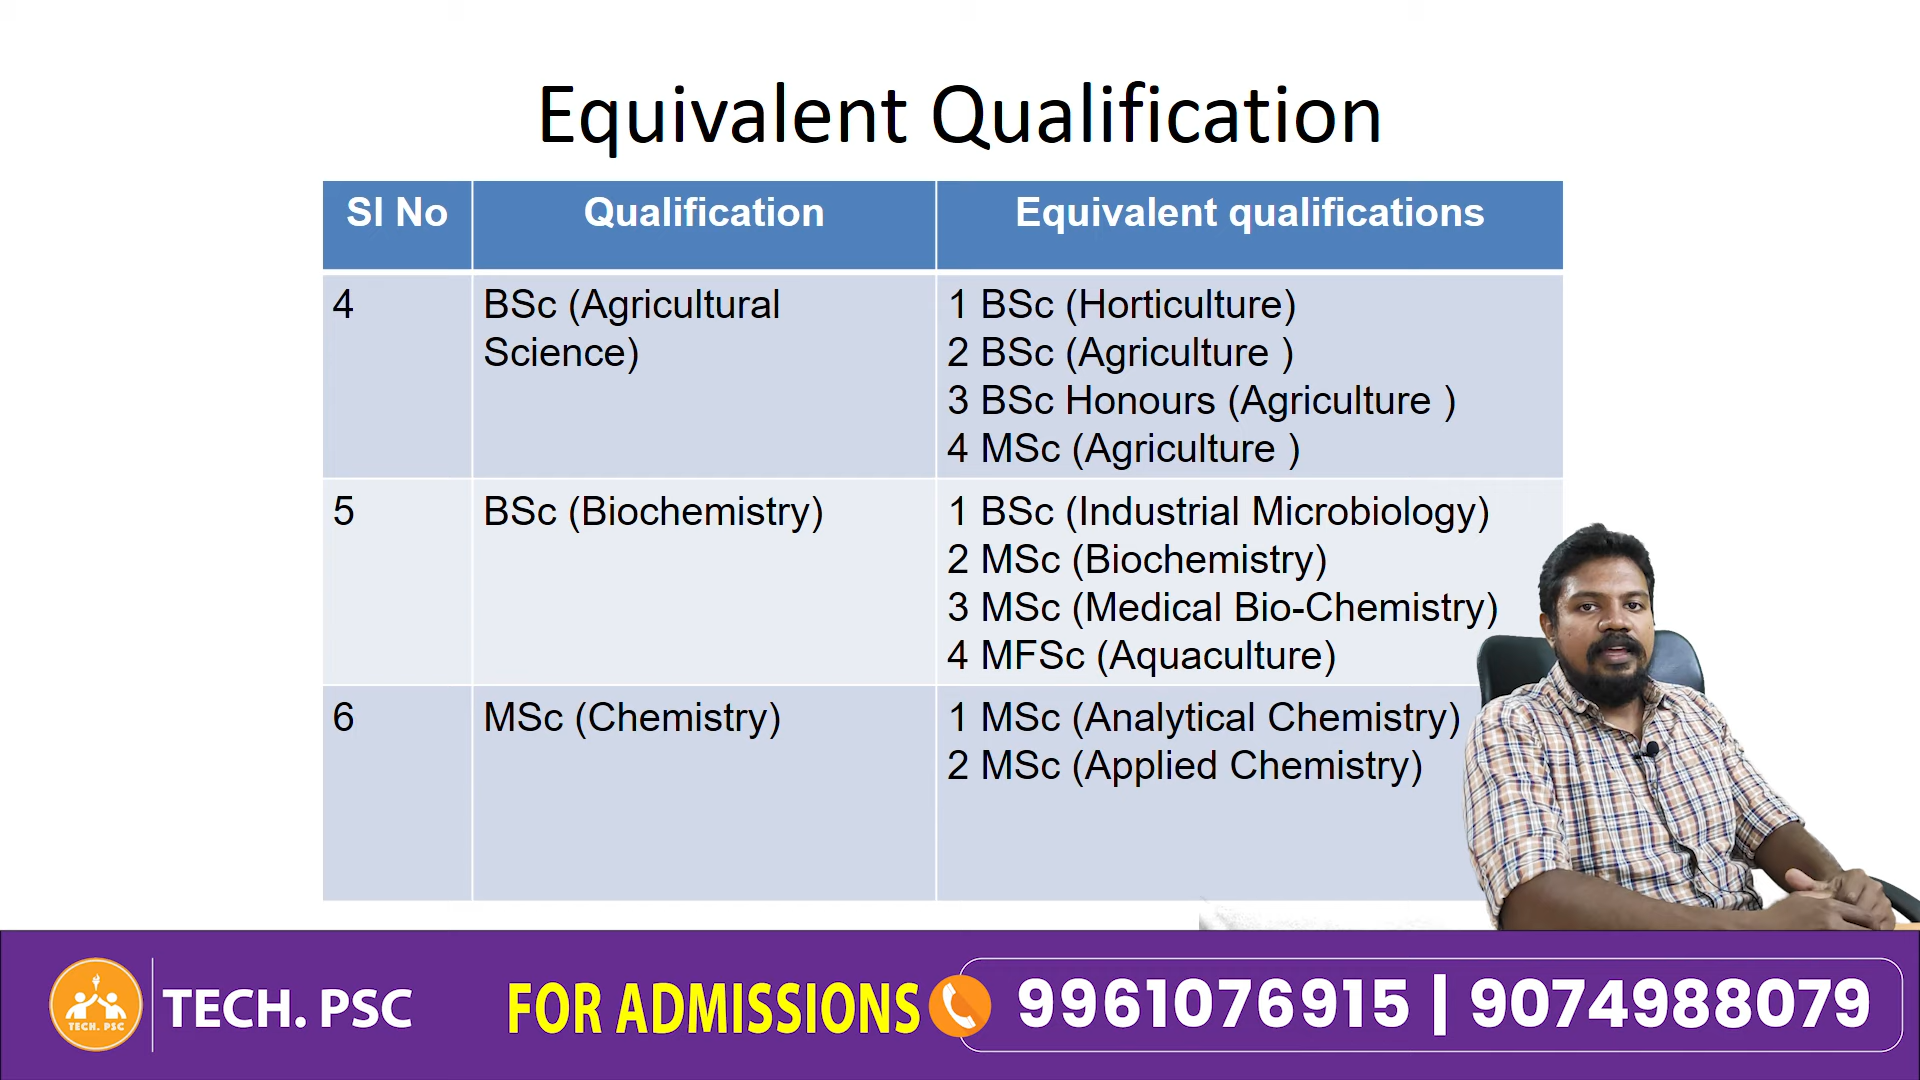 Equivalent Qualification
Sl No Qualification Equivalent qualifications
4 BSc (Agricultural Science) 1 BSc (Horticulture)
2 BSc (Agriculture )
3 BSc Honours (Agriculture )
4 MSc (Agriculture )
5 BSc (Biochemistry) 1 BSc (Industrial Microbiology)
2 MSc (Biochemistry)
3 MSc (Medical Bio-Chemistry)
4 MFSc (Aquaculture)
6 MSc (Chemistry) 1 MSc (Analytical Chemistry)
2 MSc (Applied Chemistry)
TECH. PSC
TECH. PSC FOR ADMISSIONS 9961076915 | 9074988079